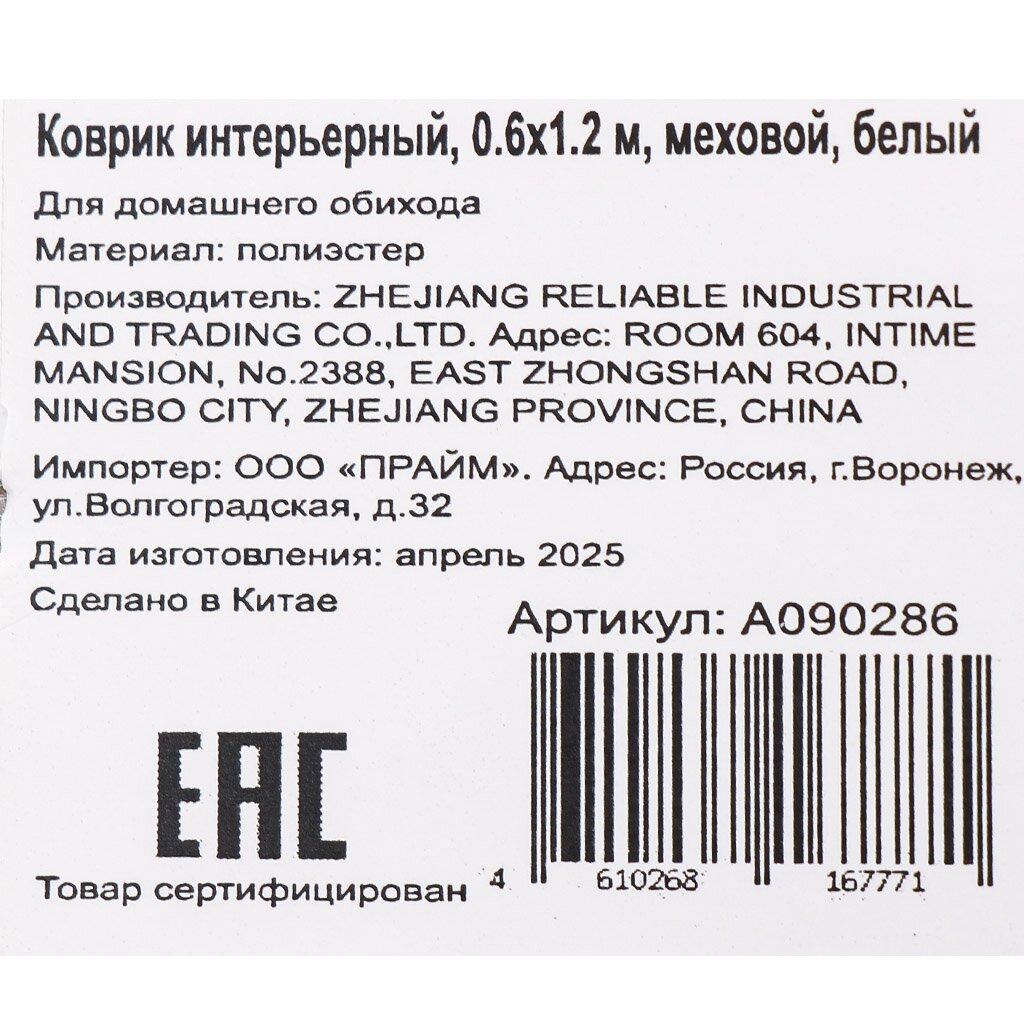 Коврик интерьерный, 0.6х1.2 м, меховой, белый
Для домашнего обихода
Материал: полиэстер
Производитель: ZHEJIANG RELIABLE INDUSTRIAL
AND TRADING CO.,LTD. Адрес: ROOM 604, INTIME
MANSION, No.2388, EAST ZHONGSHAN ROAD,
NINGBO CITY, ZHEJIANG PROVINCE, CHINA
Импортер: ООО «ПРАЙМ». Адрес: Россия, г.Воронеж,
ул.Волгоградская, д.32
Дата изготовления: апрель 2025
Сделано в Китае
Артикул: А090286
EAC
Товар сертифицирован
4 610268 167771